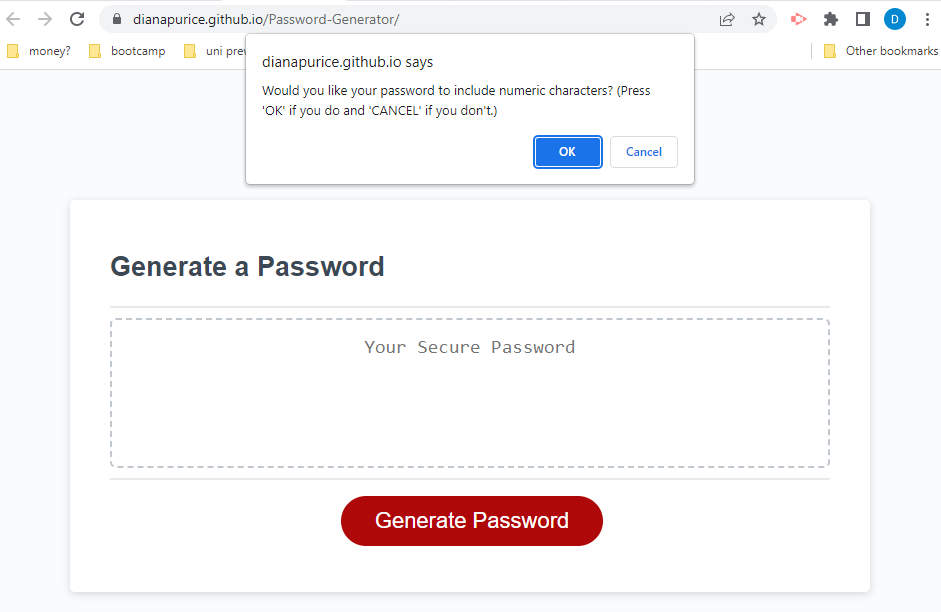 dianapurice.github.io/Password-Generator/
D
money?
bootcamp
uni
Other bookmarks
dianapurice.github.io says
Would you like your password to include numeric characters? (Press
'OK' if you do and 'CANCEL' if you don't.)
OK
Cancel
Generate a Password
Your Secure Password
Generate Password